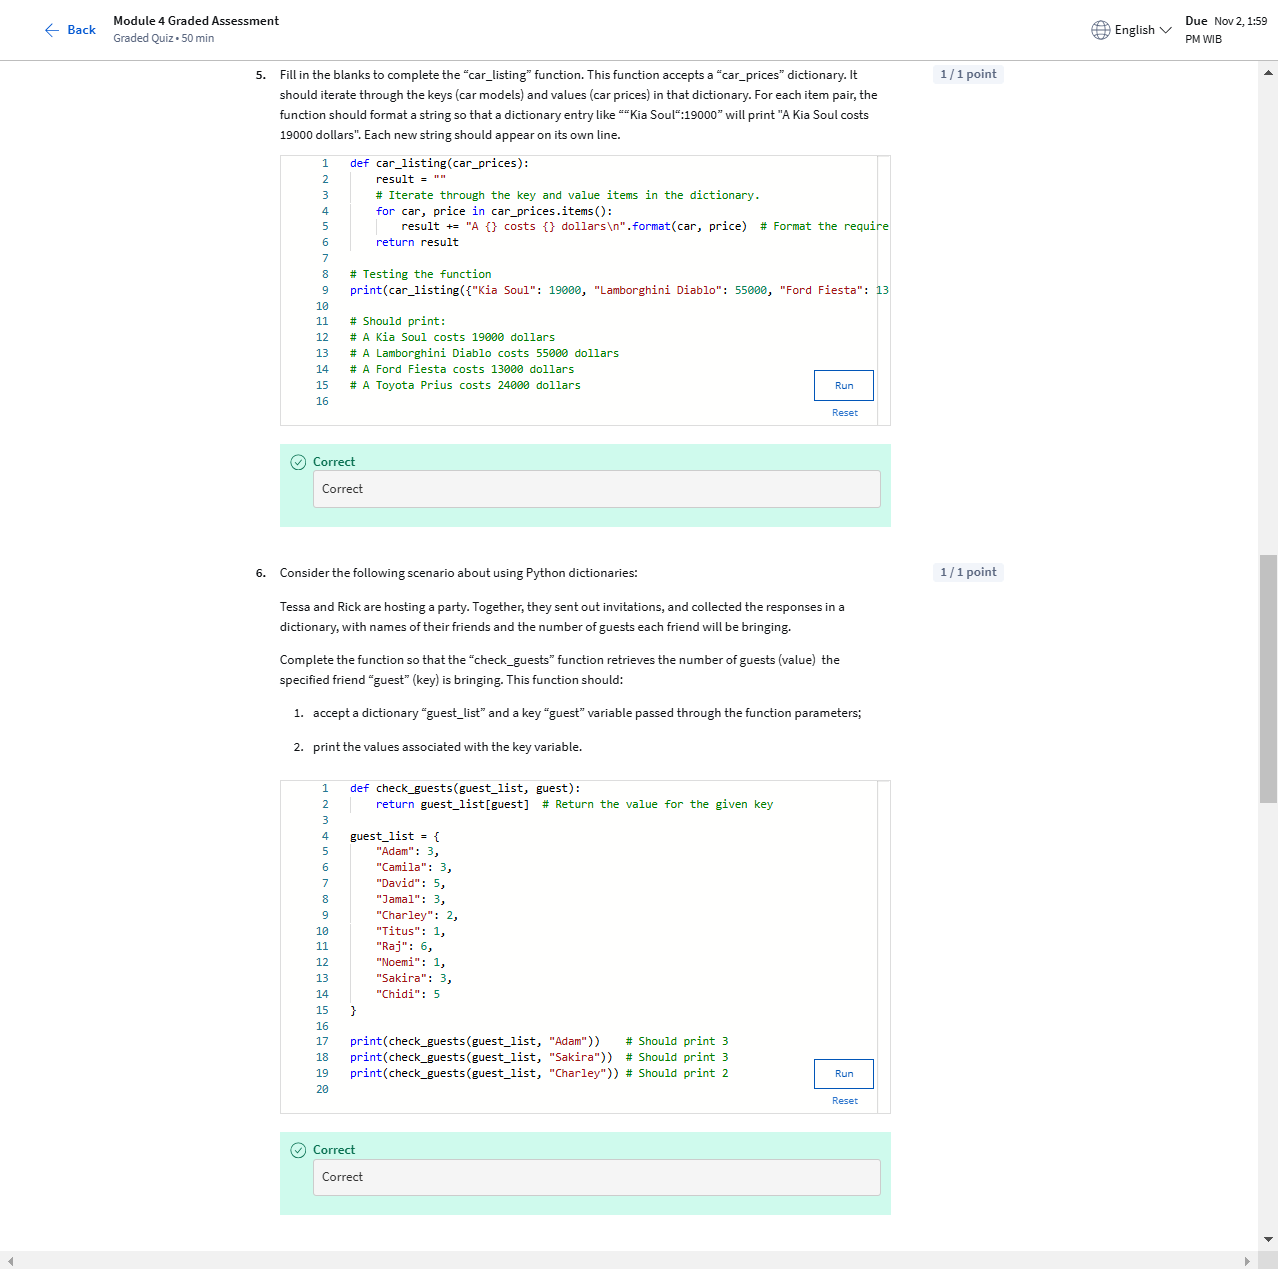 Back
Module 4 Graded Assessment
Graded Quiz • 50 min
English
Due Nov 2, 1:59
PM WIB
5. Fill in the blanks to complete the “car_listing” function. This function accepts a “car_prices” dictionary. It
should iterate through the keys (car models) and values (car prices) in that dictionary. For each item pair, the
function should format a string so that a dictionary entry like ““Kia Soul“:19000” will print "A Kia Soul costs
19000 dollars". Each new string should appear on its own line.
1 / 1 point
1 def car_listing(car_prices):
2 result = ""
3 # Iterate through the key and value items in the dictionary.
4 for car, price in car_prices.items():
5 result += "A {} costs {} dollars\n".format(car, price) # Format the require
6 return result
7
8 # Testing the function
9 print(car_listing({"Kia Soul": 19000, "Lamborghini Diablo": 55000, "Ford Fiesta": 13
10
11 # Should print:
12 # A Kia Soul costs 19000 dollars
13 # A Lamborghini Diablo costs 55000 dollars
14 # A Ford Fiesta costs 13000 dollars
15 # A Toyota Prius costs 24000 dollars
16
Run
Reset
Correct
Correct
6. Consider the following scenario about using Python dictionaries:
1 / 1 point
Tessa and Rick are hosting a party. Together, they sent out invitations, and collected the responses in a
dictionary, with names of their friends and the number of guests each friend will be bringing.
Complete the function so that the “check_guests” function retrieves the number of guests (value) the
specified friend “guest” (key) is bringing. This function should:
1. accept a dictionary “guest_list” and a key “guest” variable passed through the function parameters;
2. print the values associated with the key variable.
1 def check_guests(guest_list, guest):
2 return guest_list[guest] # Return the value for the given key
3
4 guest_list = {
5 "Adam": 3,
6 "Camila": 3,
7 "David": 5,
8 "Jamal": 3,
9 "Charley": 2,
10 "Titus": 1,
11 "Raj": 6,
12 "Noemi": 1,
13 "Sakira": 3,
14 "Chidi": 5
15 }
16
17 print(check_guests(guest_list, "Adam")) # Should print 3
18 print(check_guests(guest_list, "Sakira")) # Should print 3
19 print(check_guests(guest_list, "Charley")) # Should print 2
20
Run
Reset
Correct
Correct